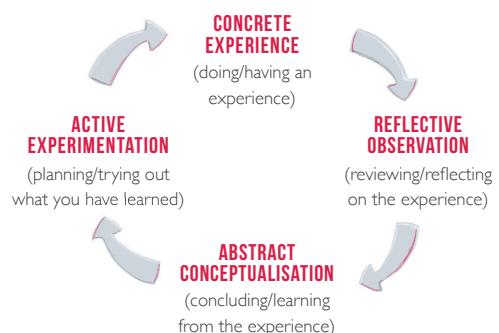 CONCRETE
EXPERIENCE
(doing/having an
experience)
REFLECTIVE
OBSERVATION
(reviewing/reflecting
on the experience)
ABSTRACT
CONCEPTUALISATION
(concluding/learning
from the experience)
ACTIVE
EXPERIMENTATION
(planning/trying out
what you have learned)